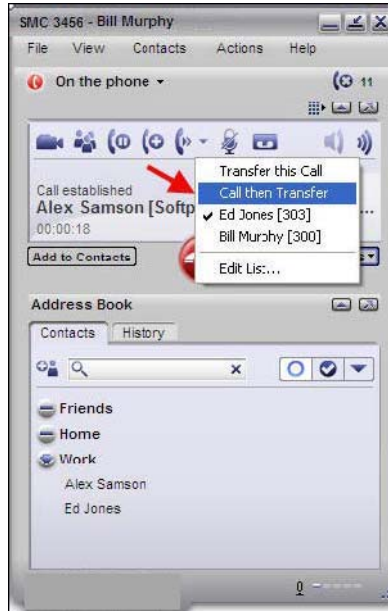 SMC 3456 - Bill Murphy
File View Contacts Actions Help
On the phone
11
Transfer this Call
Call then Transfer
Ed Jones [303]
Bill Murphy [300]
Edit List...
Call established
Alex Samson [Softp
00:00:18
Add to Contacts
Address Book
Contacts History
Friends
Home
Work
Alex Samson
Ed Jones